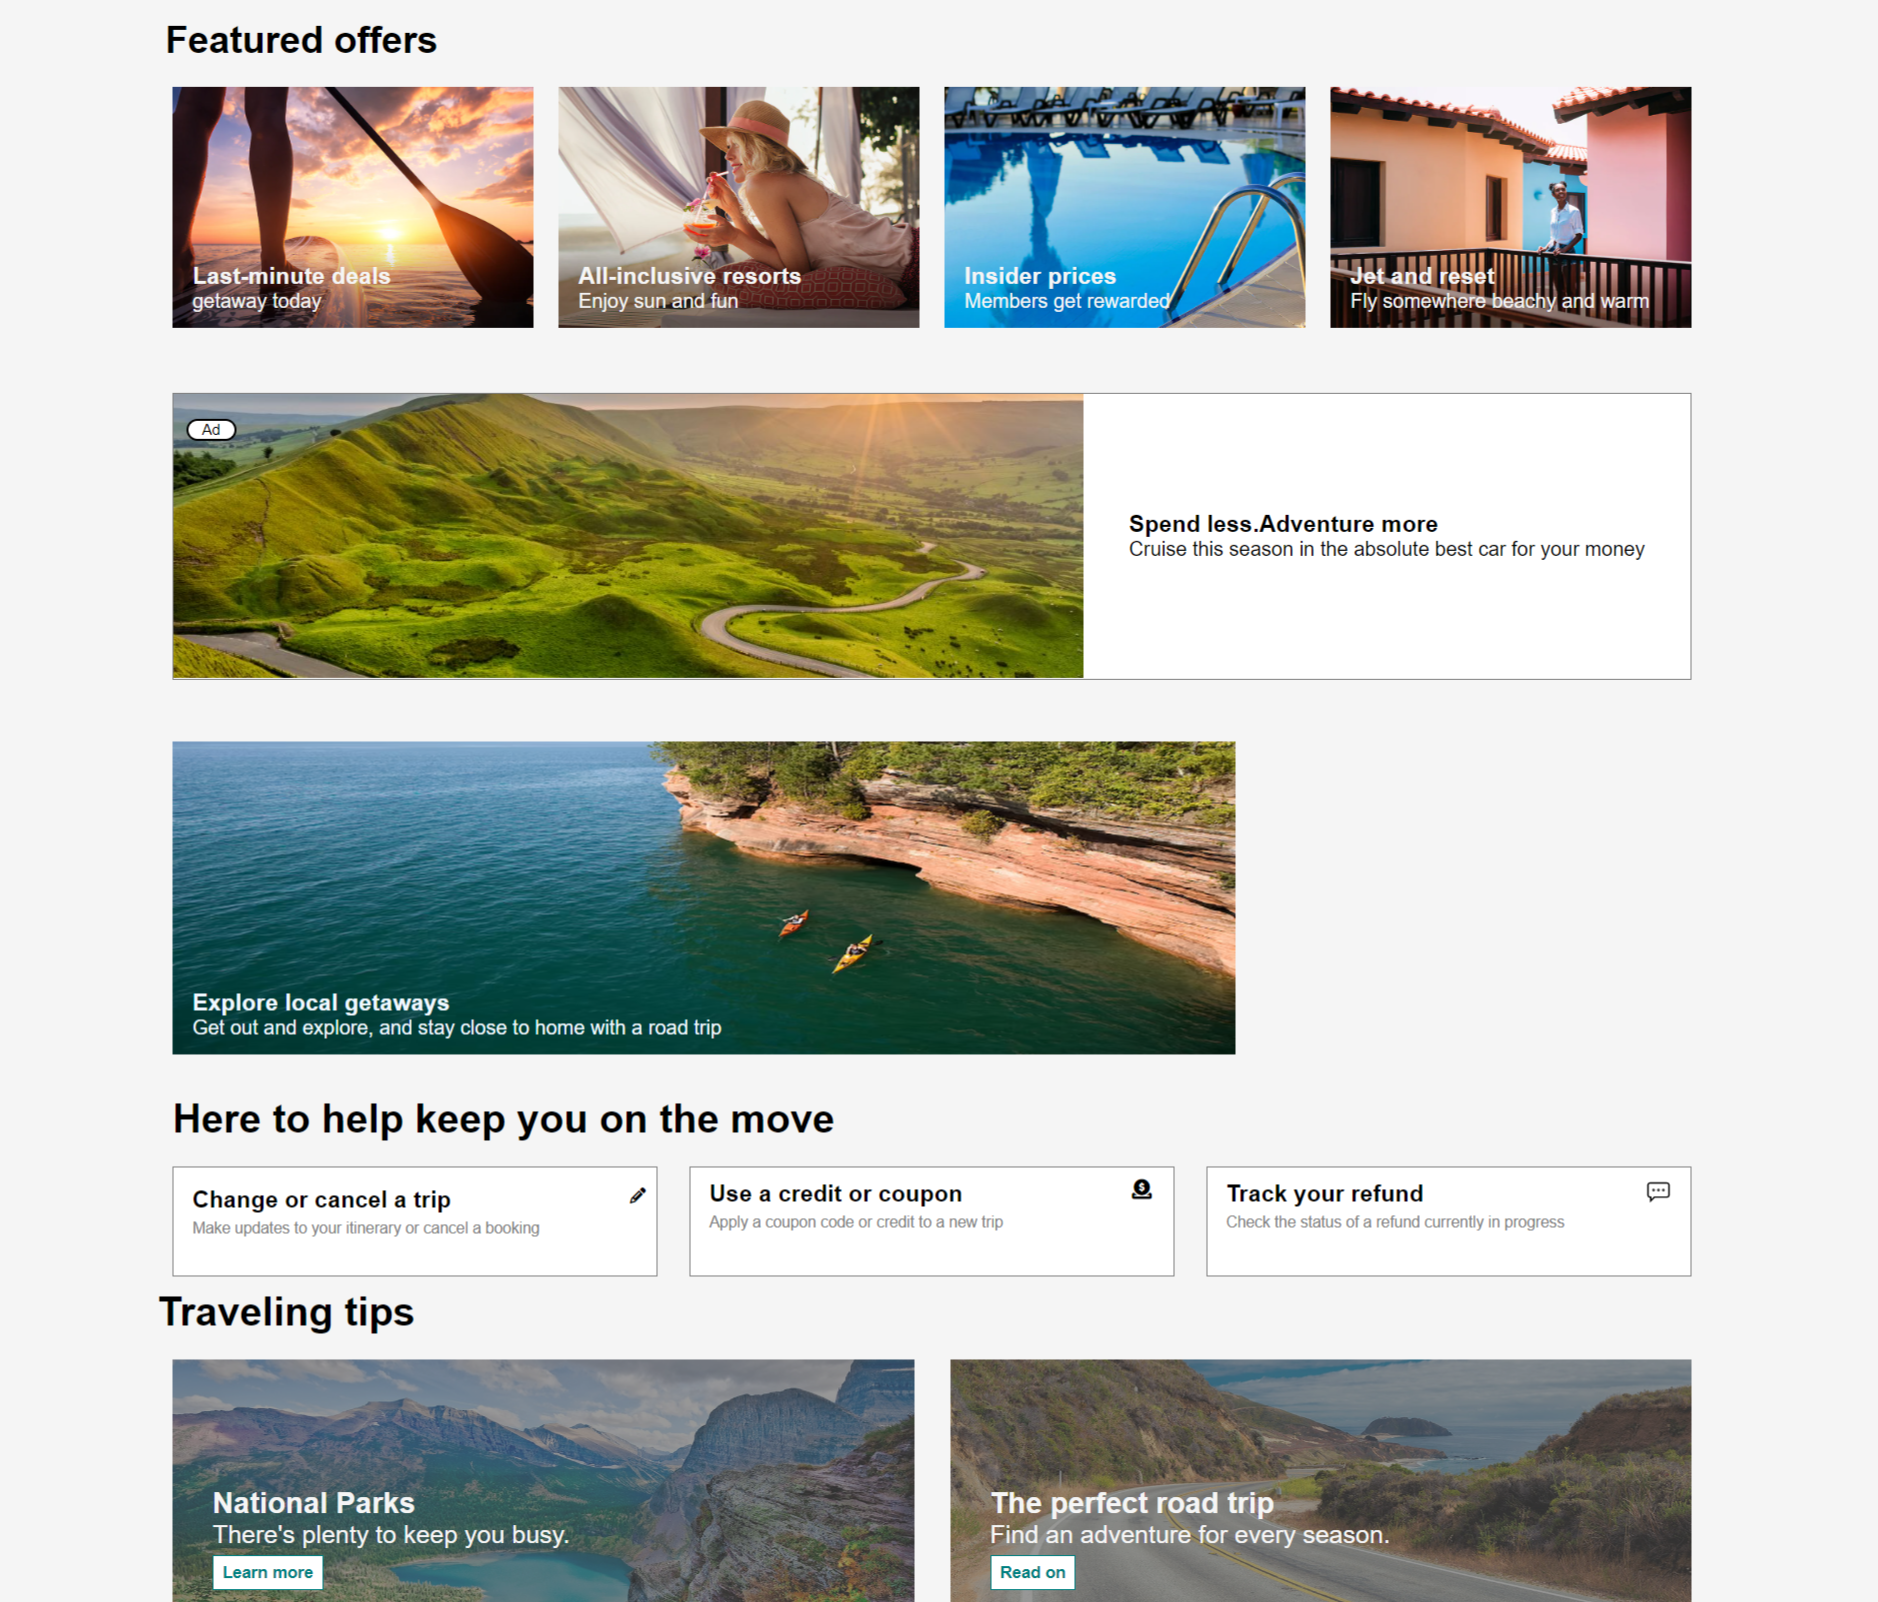 Featured offers
Last-minute deals
getaway today
All-inclusive resorts
Enjoy sun and fun
Insider prices
Members get rewarded
Jet and reset
Fly somewhere beachy and warm
Ad
Spend less.Adventure more
Cruise this season in the absolute best car for your money
Explore local getaways
Get out and explore, and stay close to home with a road trip
Here to help keep you on the move
Change or cancel a trip
Make updates to your itinerary or cancel a booking
Use a credit or coupon
Apply a coupon code or credit to a new trip
Track your refund
Check the status of a refund currently in progress
Traveling tips
National Parks
There's plenty to keep you busy.
Learn more
The perfect road trip
Find an adventure for every season.
Read on